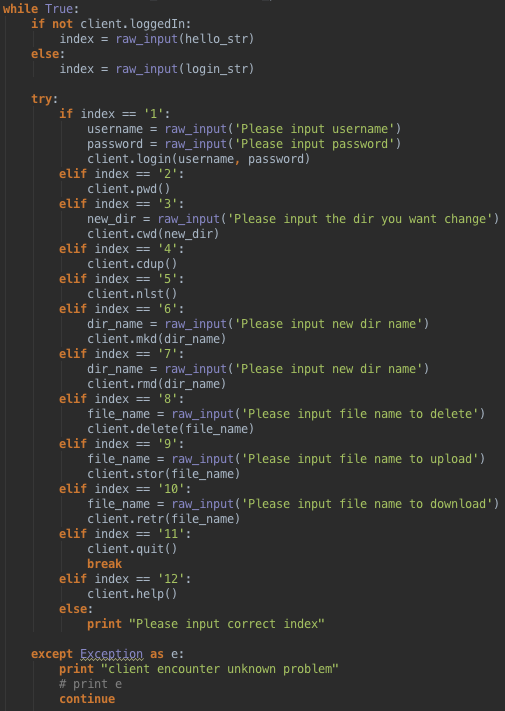 while True:
    if not client.loggedIn:
        index = raw_input(hello_str)
    else:
        index = raw_input(login_str)

    try:
        if index == '1':
            username = raw_input('Please input username')
            password = raw_input('Please input password')
            client.login(username, password)
        elif index == '2':
            client.pwd()
        elif index == '3':
            new_dir = raw_input('Please input the dir you want change')
            client.cwd(new_dir)
        elif index == '4':
            client.cdup()
        elif index == '5':
            client.nlst()
        elif index == '6':
            dir_name = raw_input('Please input new dir name')
            client.mkd(dir_name)
        elif index == '7':
            dir_name = raw_input('Please input new dir name')
            client.rmd(dir_name)
        elif index == '8':
            file_name = raw_input('Please input file name to delete')
            client.delete(file_name)
        elif index == '9':
            file_name = raw_input('Please input file name to upload')
            client.stor(file_name)
        elif index == '10':
            file_name = raw_input('Please input file name to download')
            client.retr(file_name)
        elif index == '11':
            client.quit()
            break
        elif index == '12':
            client.help()
        else:
            print "Please input correct index"

    except Exception as e:
        print "client encounter unknown problem"
        # print e
        continue